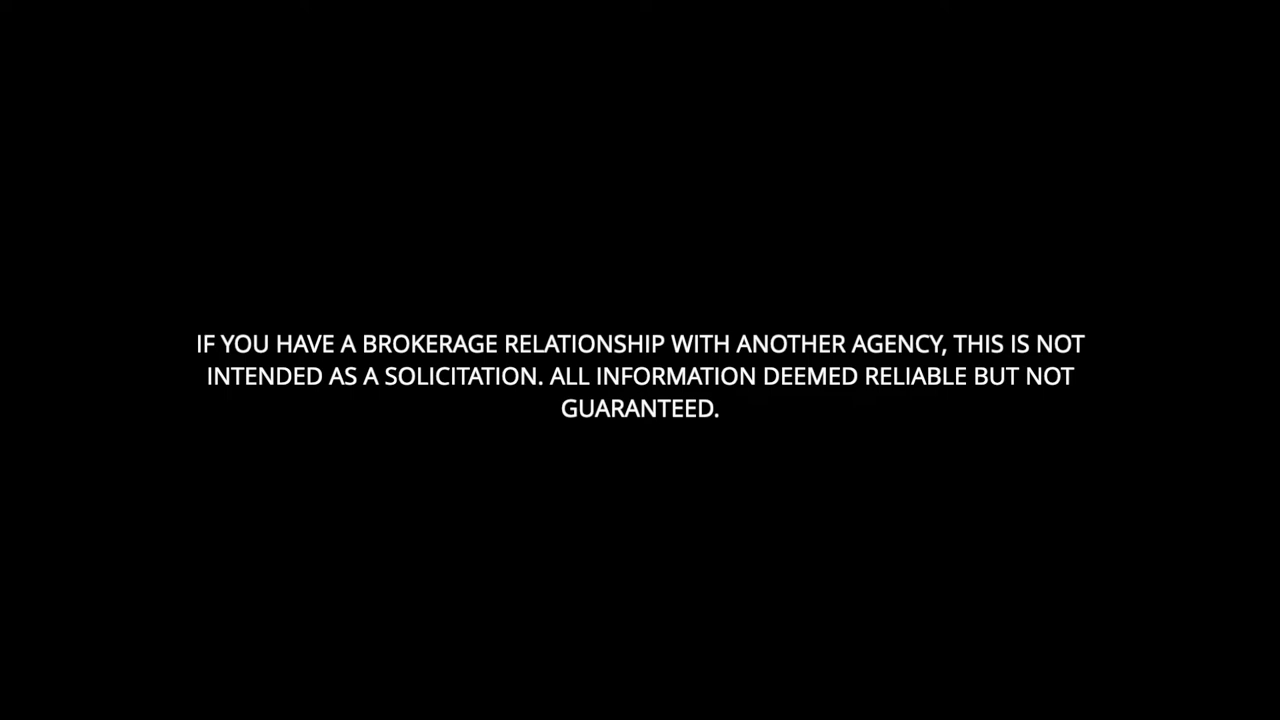 IF YOU HAVE A BROKERAGE RELATIONSHIP WITH ANOTHER AGENCY, THIS IS NOT
INTENDED AS A SOLICITATION. ALL INFORMATION DEEMED RELIABLE BUT NOT
GUARANTEED.